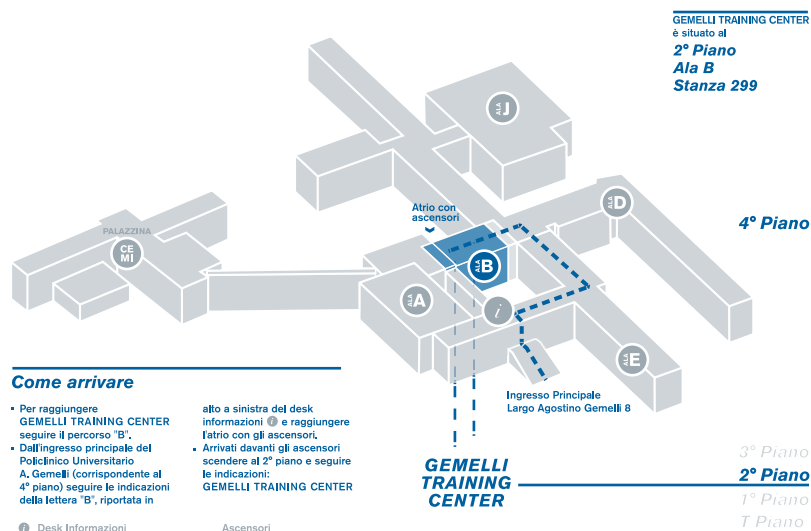 GEMELLI TRAINING CENTER
è situato al
2° Piano
Ala B
Stanza 299
ALA J
Atrio con
ascensori
ALA D
4° Piano
PALAZZINA
CE
MI
ALA B
ALA A
i
ALA E
Ingresso Principale
Largo Agostino Gemelli 8
Come arrivare
▪ Per raggiungere
GEMELLI TRAINING CENTER
seguire il percorso "B".
▪ Dall'ingresso principale del
Policlinico Universitario
A. Gemelli (corrispondente al
4° piano) seguire le indicazioni
della lettera "B", riportata in
alto a sinistra del desk
informazioni i e raggiungere
l'atrio con gli ascensori.
▪ Arrivati davanti gli ascensori
scendere al 2° piano e seguire
le indicazioni:
GEMELLI TRAINING CENTER
i Desk Informazioni
Ascensori
GEMELLI
TRAINING
CENTER
3° Piano
2° Piano
1° Piano
T Piano